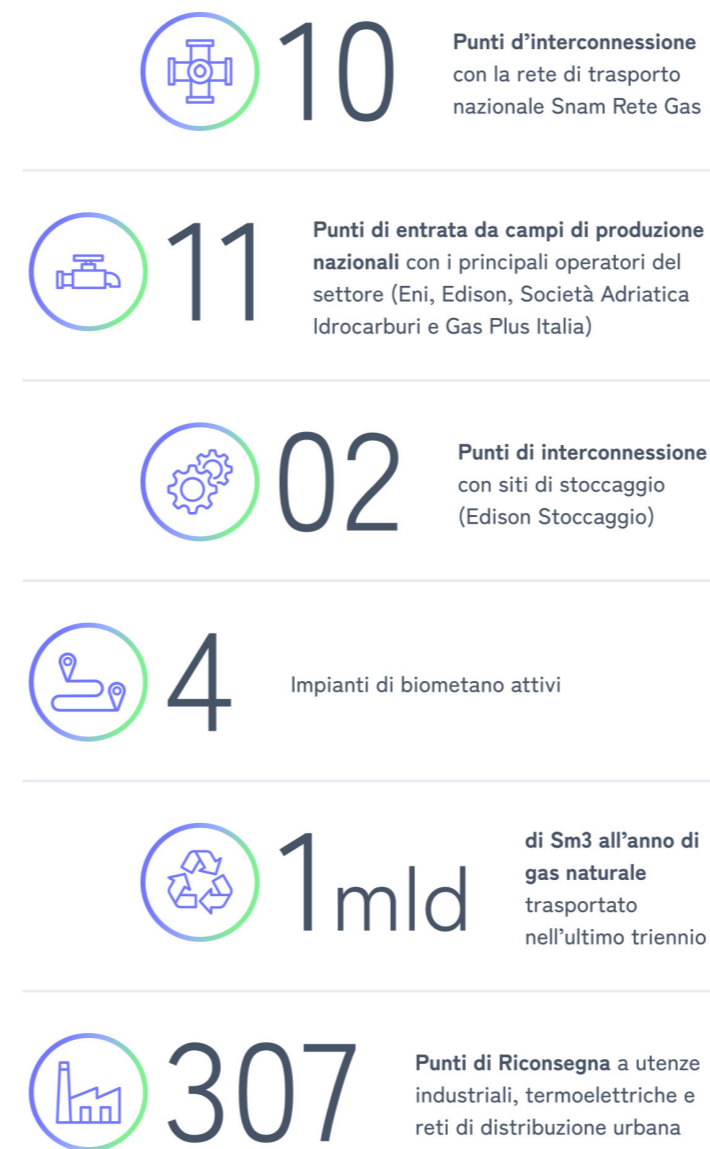 10
Punti d'interconnessione
con la rete di trasporto
nazionale Snam Rete Gas
11
Punti di entrata da campi di produzione
nazionali con i principali operatori del
settore (Eni, Edison, Società Adriatica
Idrocarburi e Gas Plus Italia)
02
Punti di interconnessione
con siti di stoccaggio
(Edison Stoccaggio)
4
Impianti di biometano attivi
1 mld
di Sm3 all'anno di
gas naturale
trasportato
nell'ultimo triennio
307
Punti di Riconsegna a utenze
industriali, termoelettriche e
reti di distribuzione urbana